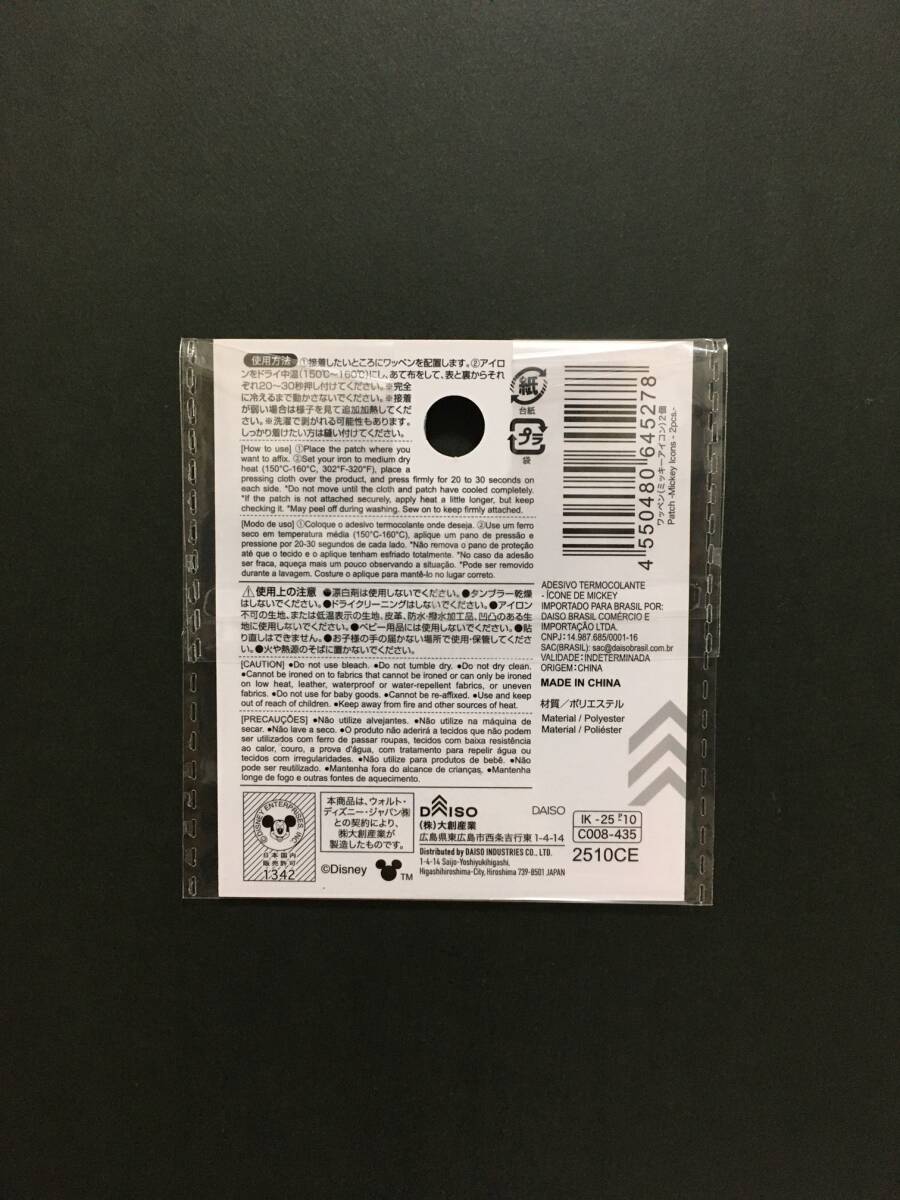 使用方法 ①接着したいところにワッペンを配置します。②アイロ
ンをドライ中温(150℃～160℃)にし、あて布をして、表と裏からそれ
ぞれ20～30秒押し付けてください。※完全
に冷えるまで動かさないでください。※接着
が弱い場合は様子を見て追加加熱してくだ
さい。※洗濯で剥がれる可能性もあります。
しっかり着けたい方は縫い付けてください。
[How to use] ①Place the patch where you
want to affix. ②Set your iron to medium dry
heat (150°C-160°C, 302°F-320°F), place a
pressing cloth over the product, and press firmly for 20 to 30 seconds on
each side. *Do not move until the cloth and patch have cooled completely.
*If the patch is not attached securely, apply heat a little longer, but keep
checking it. *May peel off during washing. Sew on to keep firmly attached.
[Modo de uso] ①Coloque o adesivo termocolante onde deseja. ②Use um ferro
seco em temperatura média (150°C-160°C), aplique um pano de pressão e
pressione por 20-30 segundos de cada lado. *Não remova o pano de proteção
até que o tecido e o aplique tenham esfriado totalmente. *No caso da adesão
ser fraca, aqueça mais um pouco observando a situação. *Pode ser removido
durante a lavagem. Costure o aplique para mantê-lo no lugar correto.
⚠使用上の注意 ●漂白剤は使用しないでください。●タンブラー乾燥
はしないでください。●ドライクリーニングはしないでください。●アイロン
不可の生地、または低温表示の生地、皮革、防水・撥水加工品、凹凸のある生
地に使用しないでください。●ベビー用品には使用しないでください。●貼
り直しはできません。●お子様の手の届かない場所で使用・保管してくださ
い。●火や熱源のそばに置かないでください。
[CAUTION] ●Do not use bleach. ●Do not tumble dry. ●Do not dry clean.
●Cannot be ironed on to fabrics that cannot be ironed or can only be ironed
on low heat, leather, waterproof or water-repellent fabrics, or uneven
fabrics. ●Do not use for baby goods. ●Cannot be re-affixed. ●Use and keep
out of reach of children. ●Keep away from fire and other sources of heat.
[PRECAUÇÕES] ●Não utilize alvejantes. ●Não utilize na máquina de
secar. ●Não lave a seco. ●O produto não aderirá a tecidos que não podem
ser utilizados com ferro de passar roupas, tecidos com baixa resistência
ao calor, couro, a prova d'água, com tratamento para repelir água ou
tecidos com irregularidades. ●Não utilize para produtos de bebê. ●Não
pode ser reutilizado. ●Mantenha fora do alcance de crianças. ●Mantenha
longe de fogo e outras fontes de aquecimento.
紙
台紙
プラ
袋
4 550480 645278
ワッペン(ミッキーアイコン)2個
Patch -Mickey Icons - 2pcs.-
ADESIVO TERMOCOLANTE
- ÍCONE DE MICKEY
IMPORTADO PARA BRASIL POR:
DAISO BRASIL COMÉRCIO E
IMPORTAÇÃO LTDA.
CNPJ: 14.987.685/0001-16
SAC(BRASIL): sac@daisobrasil.com.br
VALIDADE: INDETERMINADA
ORIGEM: CHINA
MADE IN CHINA
材質／ポリエステル
Material / Polyester
Material / Poliéster
©DISNEY ENTERPRISES INC.
日本国内
販売許可
1342
本商品は、ウォルト・
ディズニー・ジャパン㈱
との契約により、
㈱大創産業が
製造したものです。
©Disney TM
DAISO DAISO
(株)大創産業
広島県東広島市西条吉行東 1-4-14
Distributed by DAISO INDUSTRIES CO., LTD.
1-4-14 Saijo-Yoshiyukihigashi,
Higashihiroshima-City, Hiroshima 739-8501 JAPAN
IK -25 P10
C008-435
2510CE